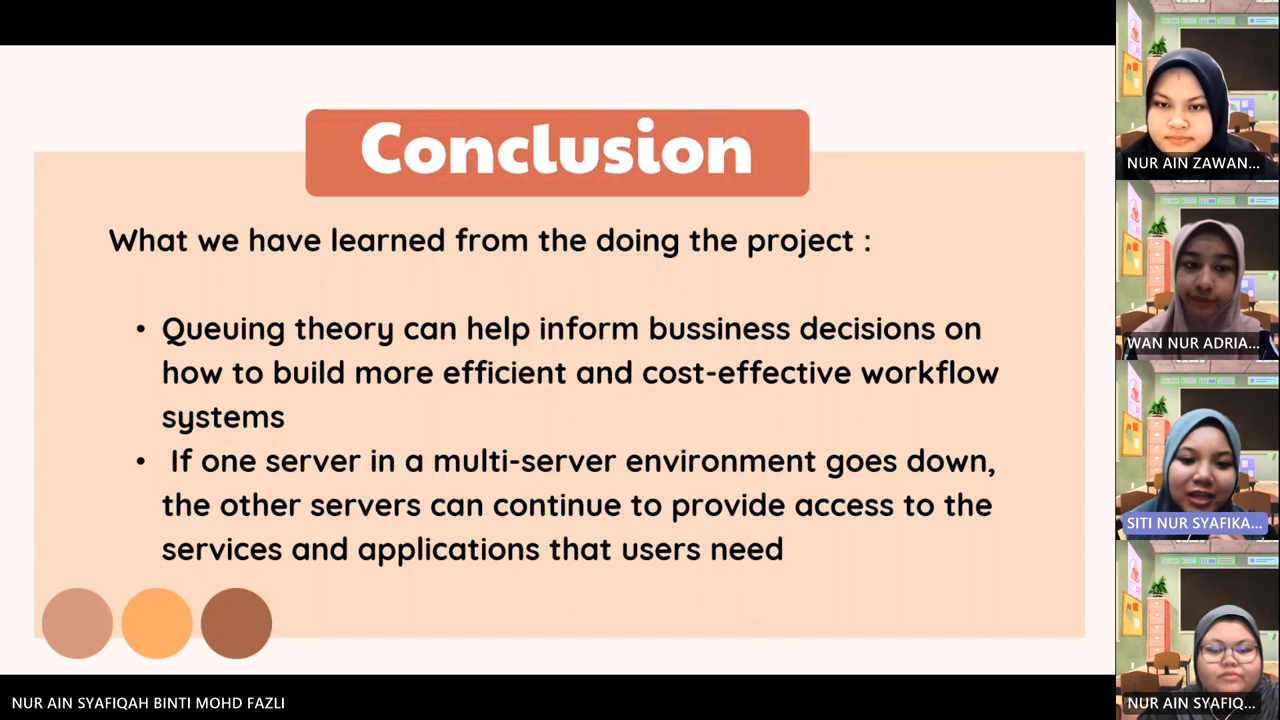 Conclusion
What we have learned from the doing the project :
• Queuing theory can help inform bussiness decisions on
how to build more efficient and cost-effective workflow
systems
• If one server in a multi-server environment goes down,
the other servers can continue to provide access to the
services and applications that users need
NUR AIN SYAFIQAH BINTI MOHD FAZLI
NUR AIN ZAWAN...
WAN NUR ADRIA...
SITI NUR SYAFIKA...
NUR AIN SYAFIQ...